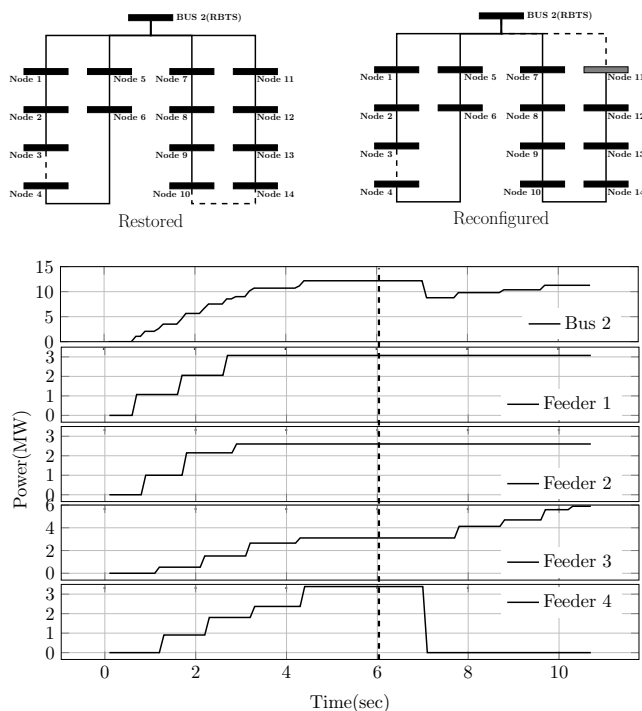 BUS 2(RBTS)
Node 1
Node 5
Node 7
Node 11
Node 2
Node 6
Node 8
Node 12
Node 3
Node 9
Node 13
Node 4
Node 10
Node 14
Restored
BUS 2(RBTS)
Node 1
Node 5
Node 7
Node 11
Node 2
Node 6
Node 8
Node 12
Node 3
Node 9
Node 13
Node 4
Node 10
Node 14
Reconfigured
Power(MW)
15
10
5
0
Bus 2
3
2
1
0
Feeder 1
3
2
1
0
Feeder 2
6
4
2
0
Feeder 3
3
2
1
0
Feeder 4
0 2 4 6 8 10
Time(sec)